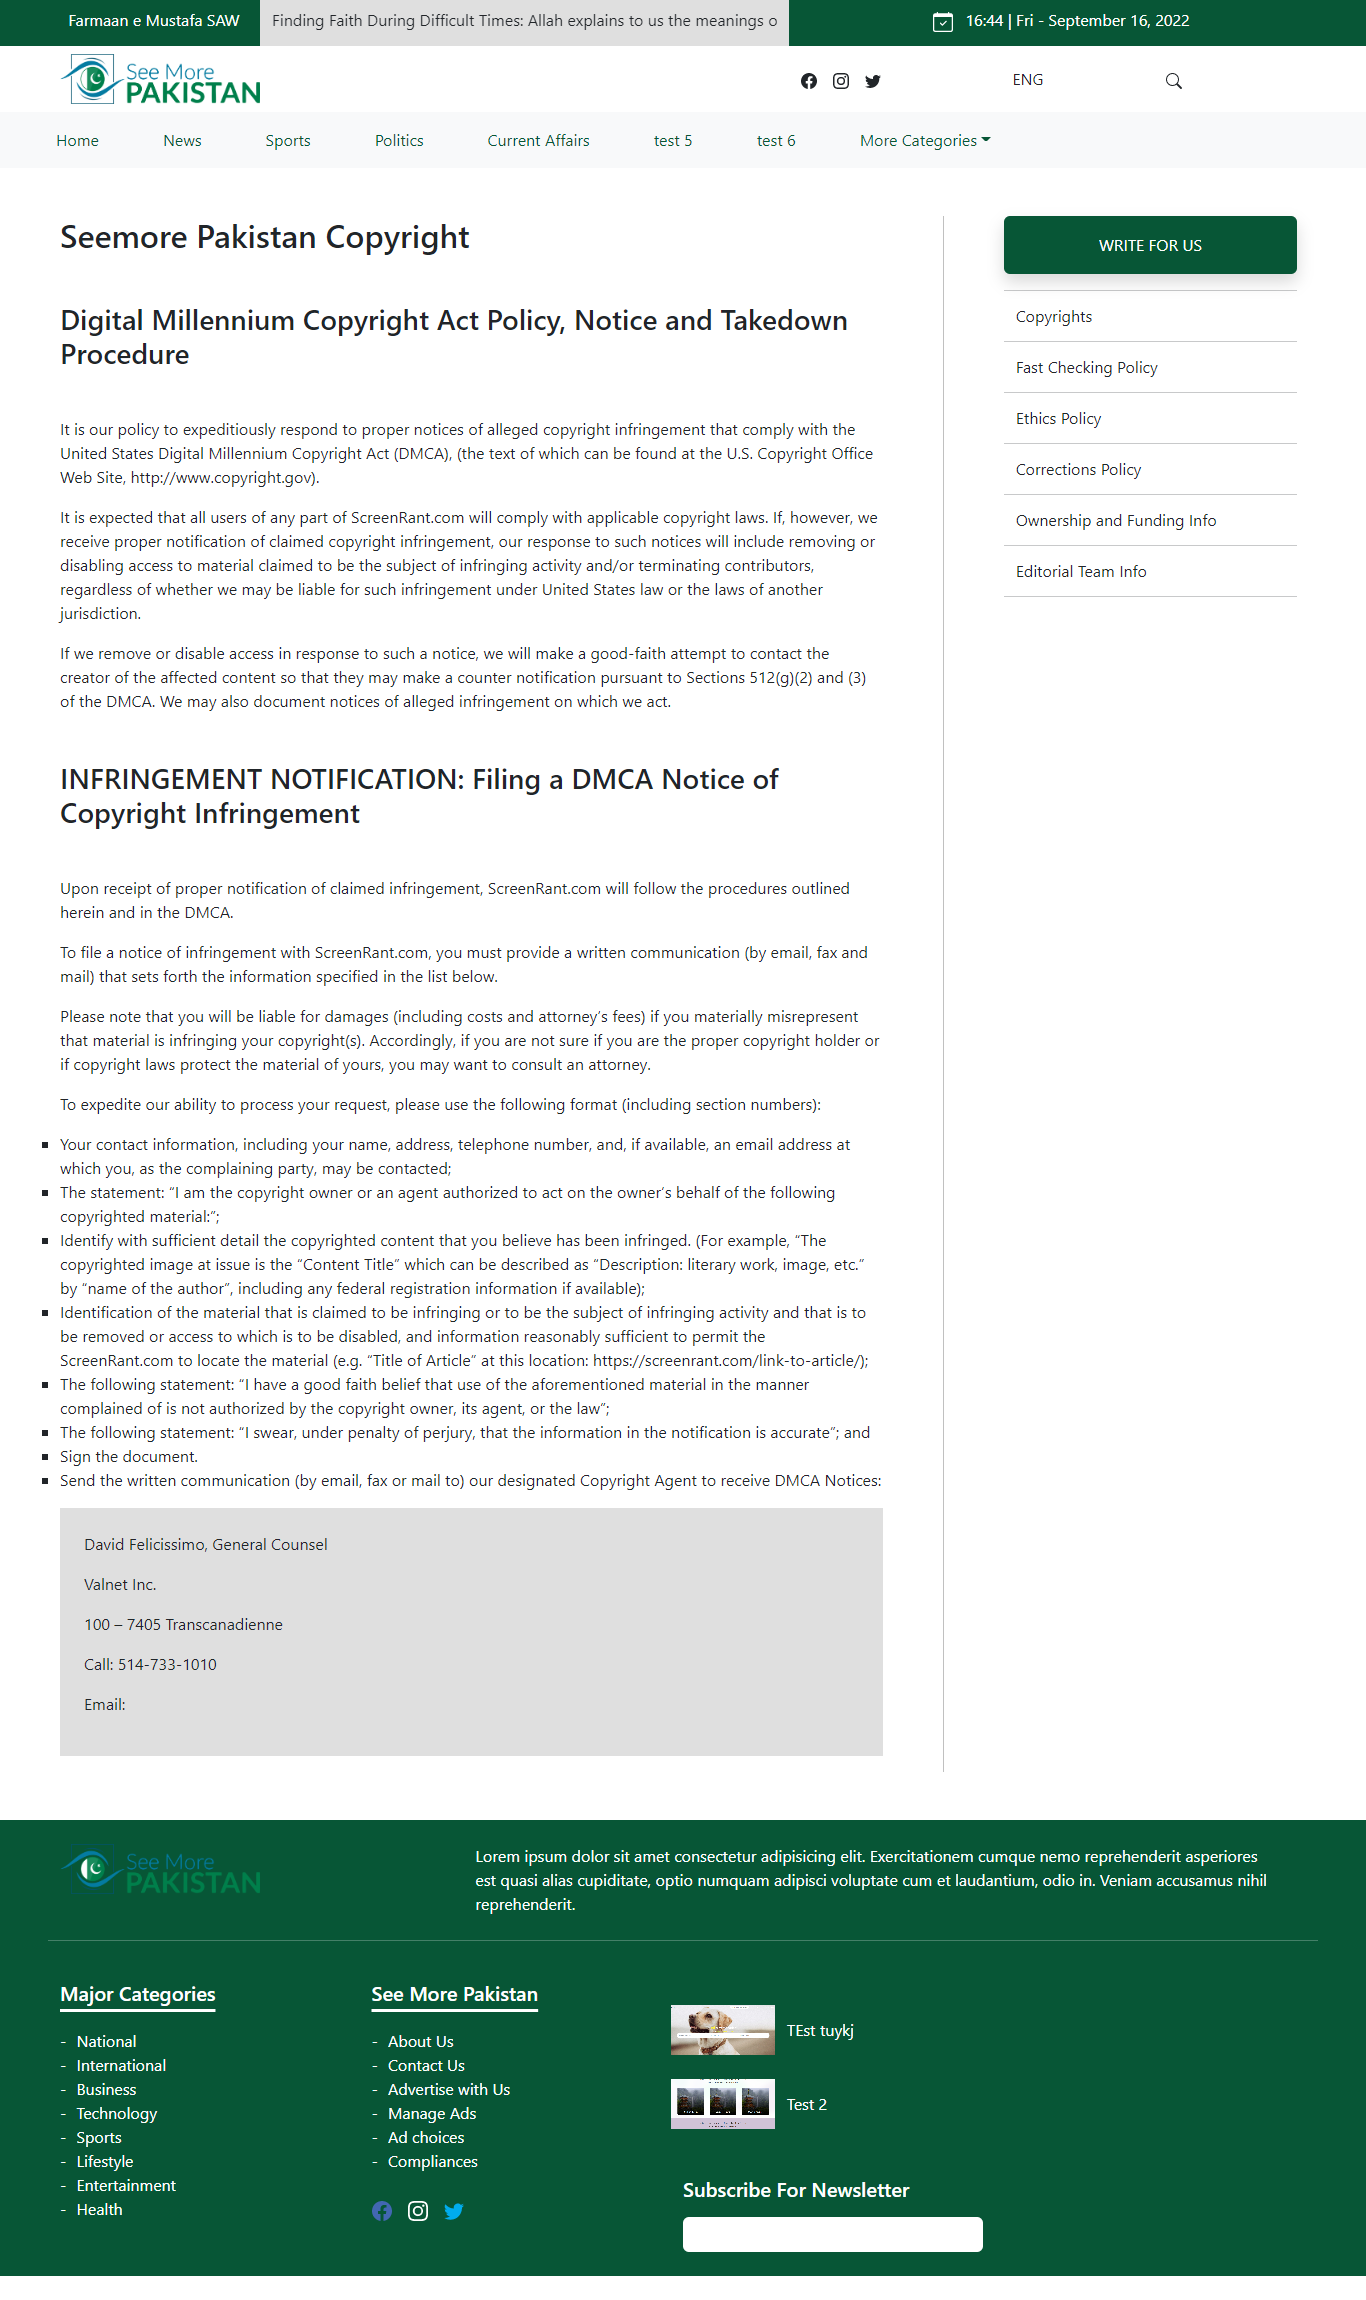 Farmaan e Mustafa SAW
Finding Faith During Difficult Times: Allah explains to us the meanings o
16:44 | Fri - September 16, 2022
See More
PAKISTAN
ENG
Home
News
Sports
Politics
Current Affairs
test 5
test 6
More Categories
Seemore Pakistan Copyright
Digital Millennium Copyright Act Policy, Notice and Takedown
Procedure
It is our policy to expeditiously respond to proper notices of alleged copyright infringement that comply with the
United States Digital Millennium Copyright Act (DMCA), (the text of which can be found at the U.S. Copyright Office
Web Site, http://www.copyright.gov).
It is expected that all users of any part of ScreenRant.com will comply with applicable copyright laws. If, however, we
receive proper notification of claimed copyright infringement, our response to such notices will include removing or
disabling access to material claimed to be the subject of infringing activity and/or terminating contributors,
regardless of whether we may be liable for such infringement under United States law or the laws of another
jurisdiction.
If we remove or disable access in response to such a notice, we will make a good-faith attempt to contact the
creator of the affected content so that they may make a counter notification pursuant to Sections 512(g)(2) and (3)
of the DMCA. We may also document notices of alleged infringement on which we act.
INFRINGEMENT NOTIFICATION: Filing a DMCA Notice of
Copyright Infringement
Upon receipt of proper notification of claimed infringement, ScreenRant.com will follow the procedures outlined
herein and in the DMCA.
To file a notice of infringement with ScreenRant.com, you must provide a written communication (by email, fax and
mail) that sets forth the information specified in the list below.
Please note that you will be liable for damages (including costs and attorney's fees) if you materially misrepresent
that material is infringing your copyright(s). Accordingly, if you are not sure if you are the proper copyright holder or
if copyright laws protect the material of yours, you may want to consult an attorney.
To expedite our ability to process your request, please use the following format (including section numbers):
Your contact information, including your name, address, telephone number, and, if available, an email address at
which you, as the complaining party, may be contacted;
The statement: “I am the copyright owner or an agent authorized to act on the owner's behalf of the following
copyrighted material:”;
Identify with sufficient detail the copyrighted content that you believe has been infringed. (For example, “The
copyrighted image at issue is the “Content Title” which can be described as “Description: literary work, image, etc.”
by “name of the author”, including any federal registration information if available);
Identification of the material that is claimed to be infringing or to be the subject of infringing activity and that is to
be removed or access to which is to be disabled, and information reasonably sufficient to permit the
ScreenRant.com to locate the material (e.g. “Title of Article” at this location: https://screenrant.com/link-to-article/);
The following statement: “I have a good faith belief that use of the aforementioned material in the manner
complained of is not authorized by the copyright owner, its agent, or the law”;
The following statement: “I swear, under penalty of perjury, that the information in the notification is accurate”; and
Sign the document.
Send the written communication (by email, fax or mail to) our designated Copyright Agent to receive DMCA Notices:
David Felicissimo, General Counsel
Valnet Inc.
100 – 7405 Transcanadienne
Call: 514-733-1010
Email:
WRITE FOR US
Copyrights
Fast Checking Policy
Ethics Policy
Corrections Policy
Ownership and Funding Info
Editorial Team Info
See More
PAKISTAN
Lorem ipsum dolor sit amet consectetur adipisicing elit. Exercitationem cumque nemo reprehenderit asperiores
est quasi alias cupiditate, optio numquam adipisci voluptate cum et laudantium, odio in. Veniam accusamus nihil
reprehenderit.
Major Categories
- National
- International
- Business
- Technology
- Sports
- Lifestyle
- Entertainment
- Health
See More Pakistan
- About Us
- Contact Us
- Advertise with Us
- Manage Ads
- Ad choices
- Compliances
TEst tuykj
Test 2
Subscribe For Newsletter